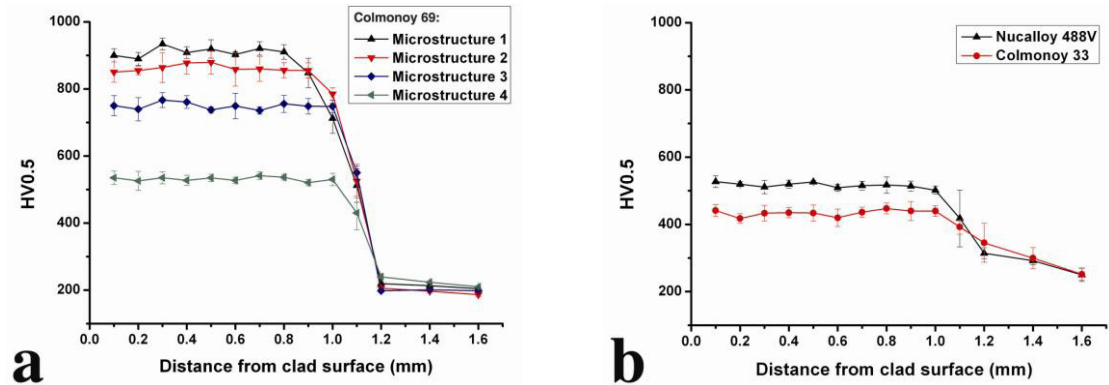 Colmonoy 69:
Microstructure 1
Microstructure 2
Microstructure 3
Microstructure 4
1000
800
600
400
200
HV0.5
0.0 0.2 0.4 0.6 0.8 1.0 1.2 1.4 1.6
Distance from clad surface (mm)
a
Nucalloy 488V
Colmonoy 33
1000
800
600
400
200
HV0.5
0.0 0.2 0.4 0.6 0.8 1.0 1.2 1.4 1.6
Distance from clad surface (mm)
b